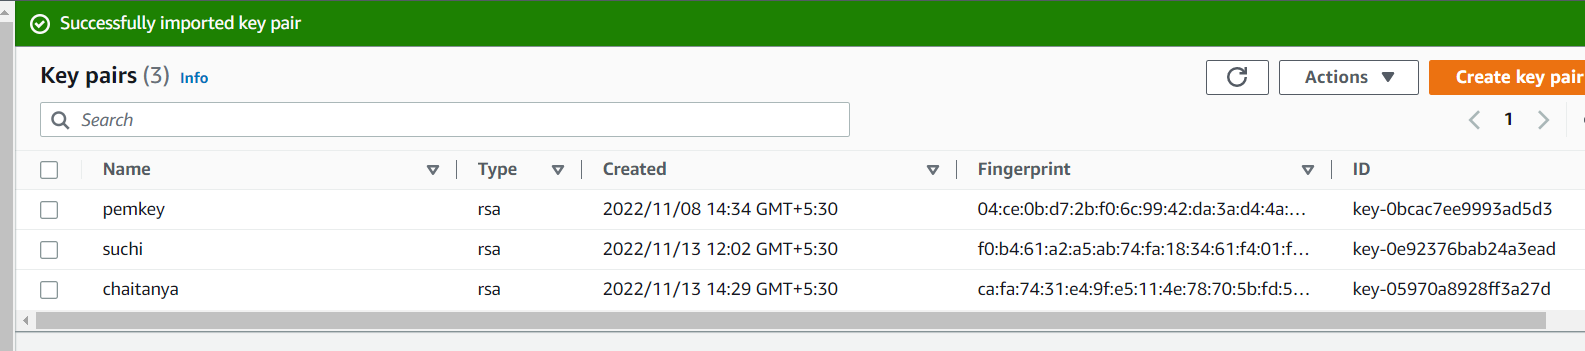 Successfully imported key pair
Key pairs (3) Info
Actions
Create key pair
Search
1
Name Type Created Fingerprint ID
pemkey rsa 2022/11/08 14:34 GMT+5:30 04:ce:0b:d7:2b:f0:6c:99:42:da:3a:d4:4a:... key-0bcac7ee9993ad5d3
suchi rsa 2022/11/13 12:02 GMT+5:30 f0:b4:61:a2:a5:ab:74:fa:18:34:61:f4:01:f... key-0e92376bab24a3ead
chaitanya rsa 2022/11/13 14:29 GMT+5:30 ca:fa:74:31:e4:9f:e5:11:4e:78:70:5b:fd:5... key-05970a8928ff3a27d